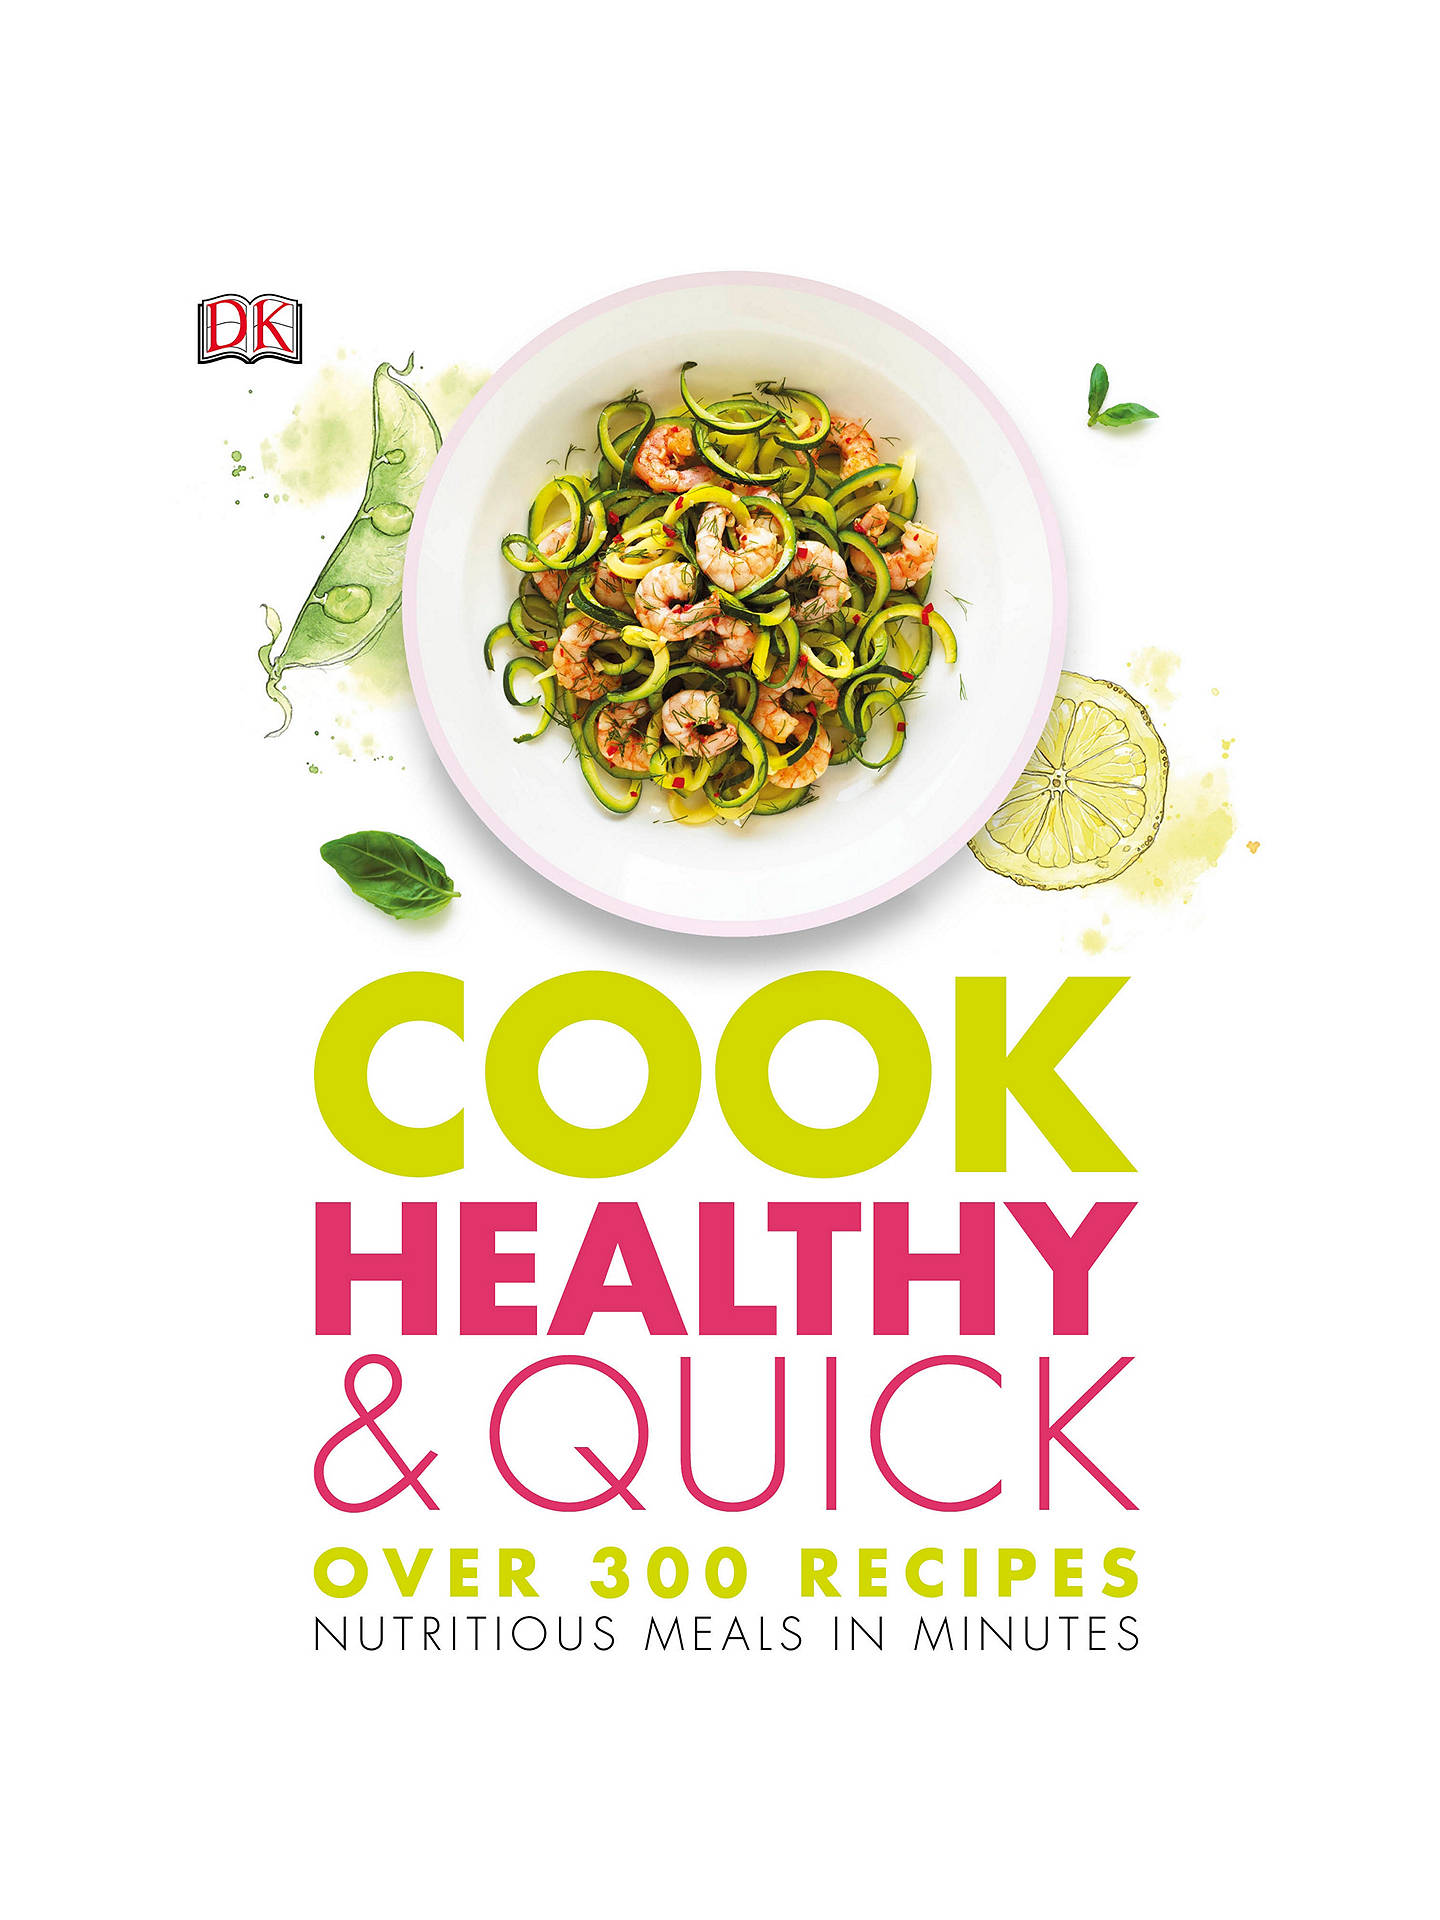 DK
COOK
HEALTHY
& QUICK
OVER 300 RECIPES
NUTRITIOUS MEALS IN MINUTES